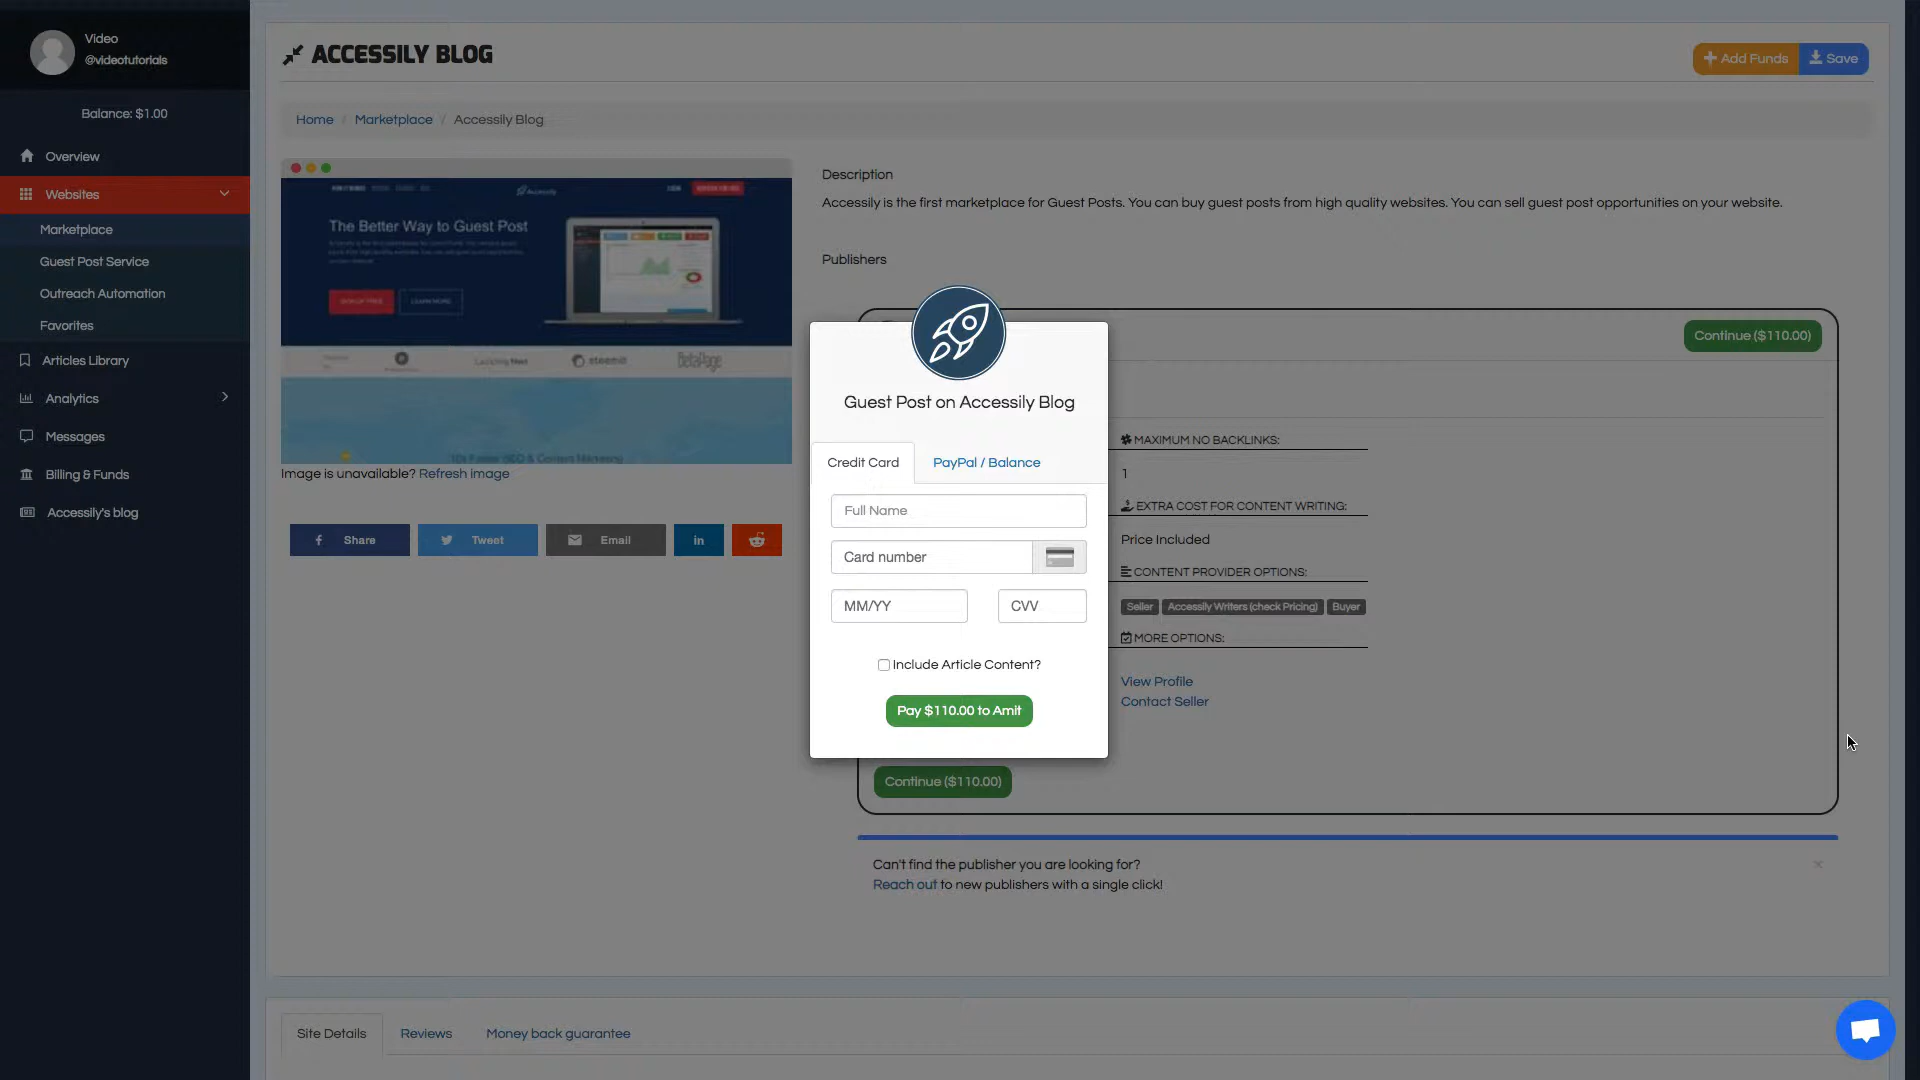 Video
@videotutorials
Balance: $1.00
Overview
Websites
Marketplace
Guest Post Service
Outreach Automation
Favorites
Articles Library
Analytics
Messages
Billing & Funds
Accessily's blog
ACCESSILY BLOG
Add Funds
Save
Home / Marketplace / Accessily Blog
The Better Way to Guest Post
SIGN UP FREE
LEARN MORE
steemit
BetaPage
Image is unavailable? Refresh image
Share
Tweet
Email
in
Description
Accessily is the first marketplace for Guest Posts. You can buy guest posts from high quality websites. You can sell guest post opportunities on your website.
Publishers
Continue ($110.00)
Guest Post on Accessily Blog
Credit Card
PayPal / Balance
Full Name
Card number
MM/YY
CVV
Include Article Content?
Pay $110.00 to Amit
MAXIMUM NO BACKLINKS:
1
EXTRA COST FOR CONTENT WRITING:
Price Included
CONTENT PROVIDER OPTIONS:
Seller Accessily Writers (check Pricing) Buyer
MORE OPTIONS:
View Profile
Contact Seller
Continue ($110.00)
Can't find the publisher you are looking for?
Reach out to new publishers with a single click!
×
Site Details
Reviews
Money back guarantee